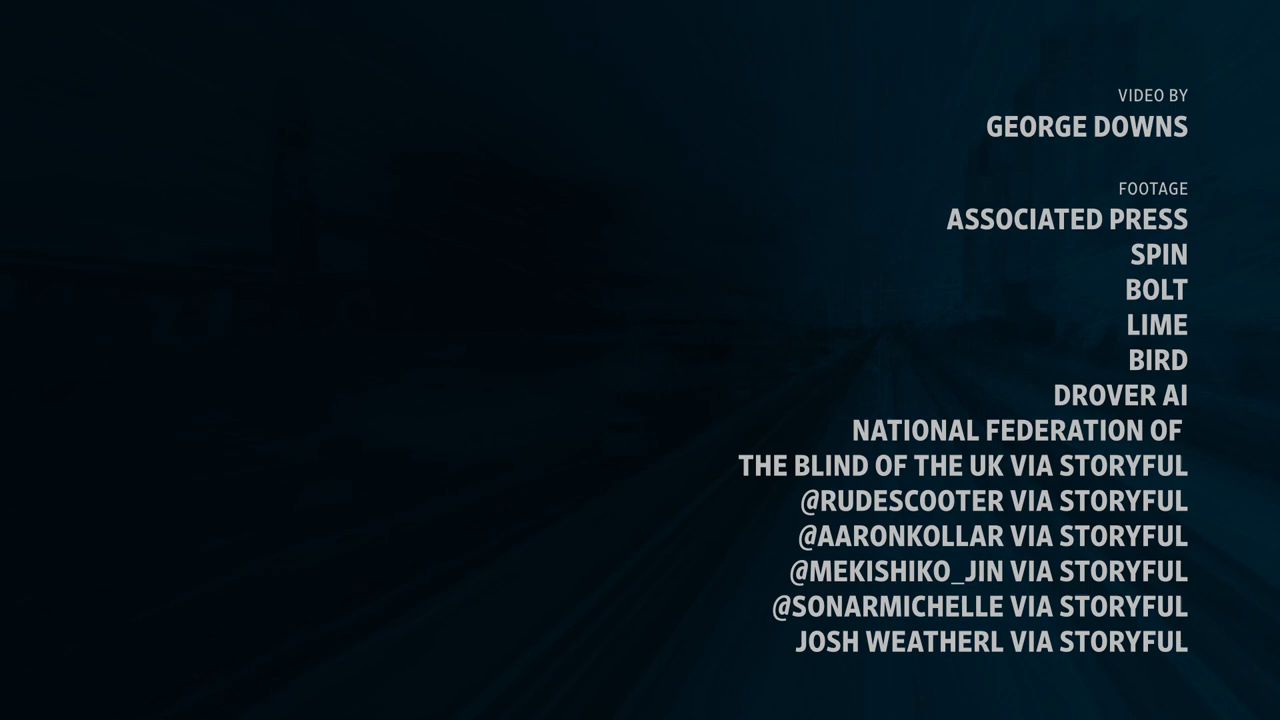 VIDEO BY
GEORGE DOWNS
FOOTAGE
ASSOCIATED PRESS
SPIN
BOLT
LIME
BIRD
DROVER AI
NATIONAL FEDERATION OF
THE BLIND OF THE UK VIA STORYFUL
@RUDESCOOTER VIA STORYFUL
@AARONKOLLAR VIA STORYFUL
@MEKISHIKO_JIN VIA STORYFUL
@SONARMICHELLE VIA STORYFUL
JOSH WEATHERL VIA STORYFUL